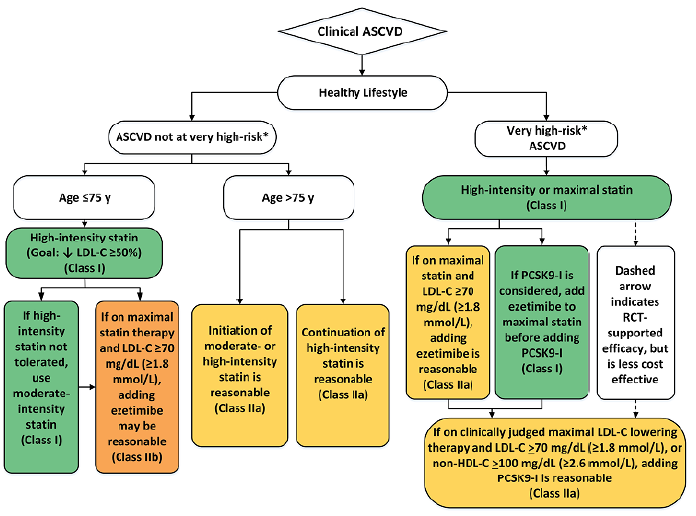 Clinical ASCVD
Healthy Lifestyle
ASCVD not at very high-risk*
Very high-risk*
ASCVD
Age ≤75 y
Age >75 y
High-intensity or maximal statin
(Class I)
High-intensity statin
(Goal: ↓ LDL-C ≥50%)
(Class I)
If high-
intensity
statin not
tolerated,
use
moderate-
intensity
statin
(Class I)
If on maximal
statin therapy
and LDL-C ≥70
mg/dL (≥1.8
mmol/L),
adding
ezetimibe
may be
reasonable
(Class IIb)
Initiation of
moderate- or
high-intensity
statin is
reasonable
(Class IIa)
Continuation of
high-intensity
statin is
reasonable
(Class IIa)
If on maximal
statin and
LDL-C ≥70
mg/dL (≥1.8
mmol/L),
adding
ezetimibe is
reasonable
(Class IIa)
If PCSK9-I is
considered, add
ezetimibe to
maximal statin
before adding
PCSK9-I
(Class I)
Dashed
arrow
indicates
RCT-
supported
efficacy, but
is less cost
effective
If on clinically judged maximal LDL-C lowering
therapy and LDL-C ≥70 mg/dL (≥1.8 mmol/L), or
non-HDL-C ≥100 mg/dL (≥2.6 mmol/L), adding
PCSK9-I is reasonable
(Class IIa)